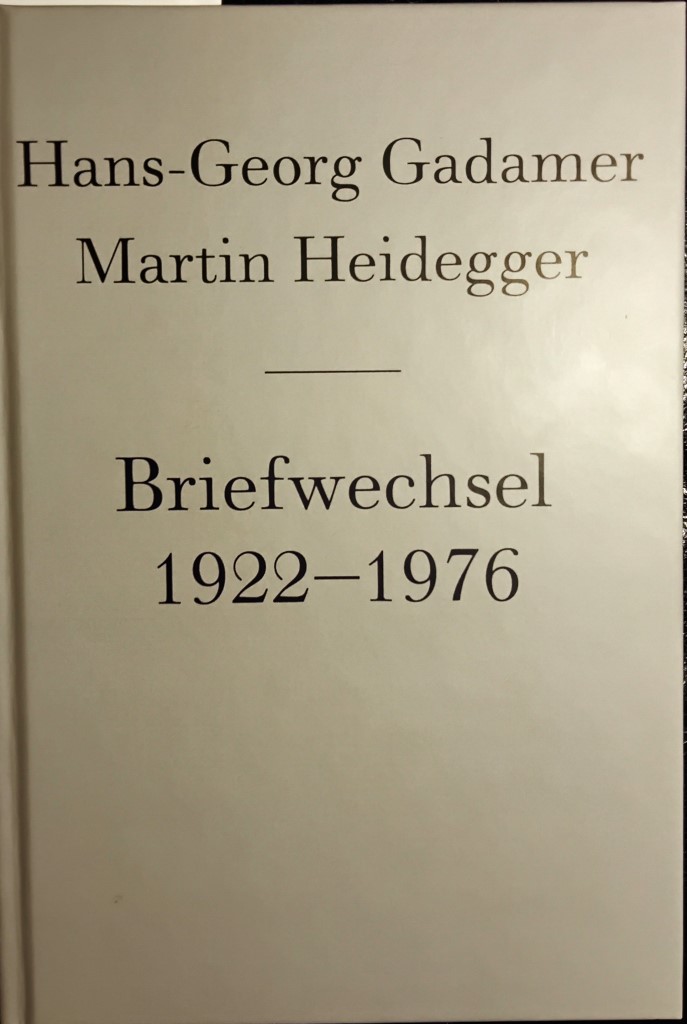 Hans-Georg Gadamer
Martin Heidegger
Briefwechsel
1922–1976